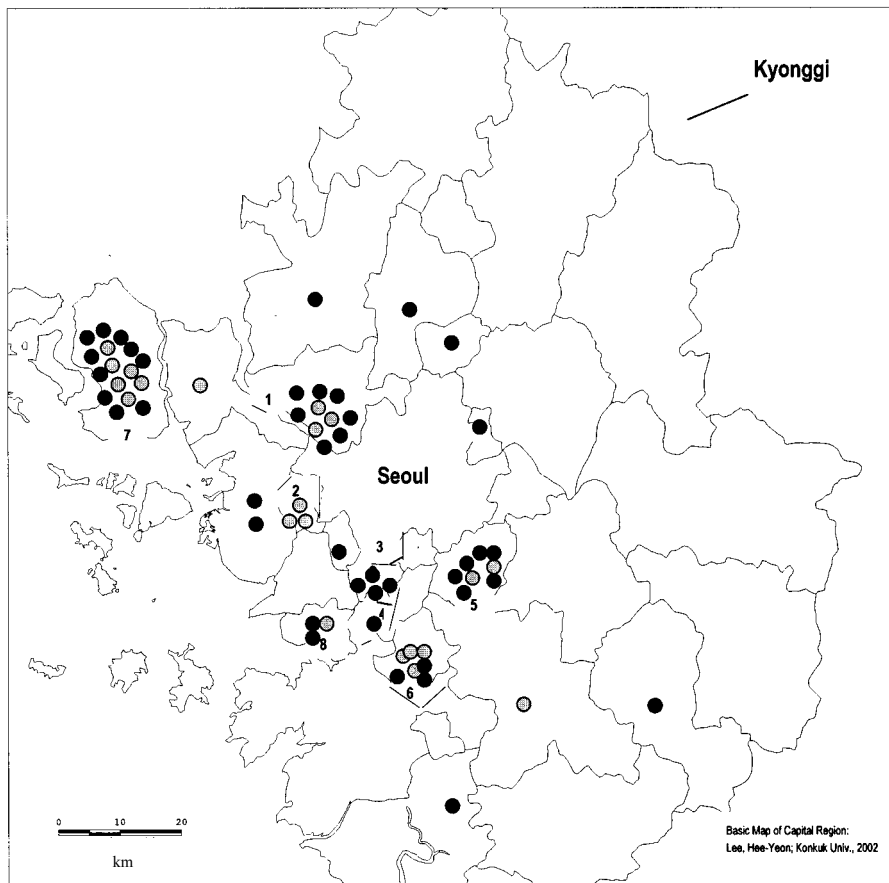 Kyonggi
1
7
Seoul
2
3
5
4
8
6
0 10 20
km
Basic Map of Capital Region:
Lee, Hee-Yeon; Konkuk Univ., 2002